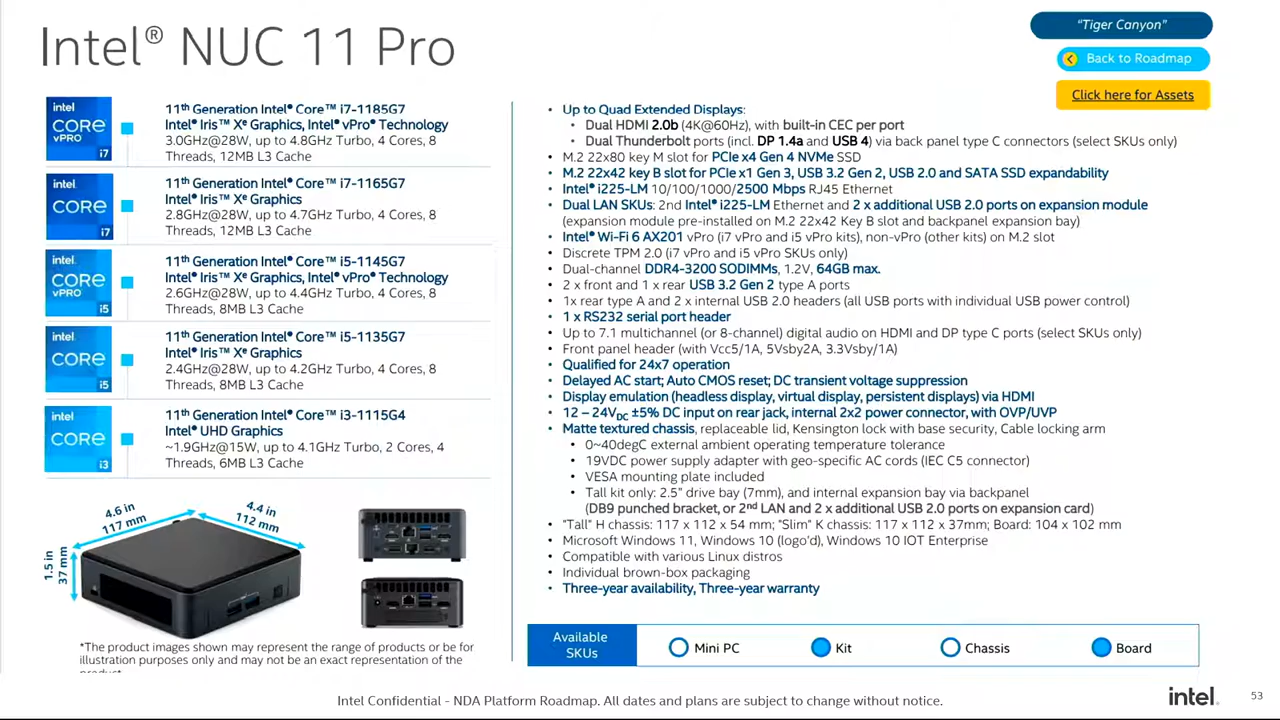 Intel® NUC 11 Pro
"Tiger Canyon"
Back to Roadmap
Click here for Assets
intel
CORE
vPRO
i7
11th Generation Intel® Core™ i7-1185G7
Intel® Iris™ Xe Graphics, Intel® vPro® Technology
3.0GHz@28W, up to 4.8GHz Turbo, 4 Cores, 8
Threads, 12MB L3 Cache
intel
CORE
i7
11th Generation Intel® Core™ i7-1165G7
Intel® Iris™ Xe Graphics
2.8GHz@28W, up to 4.7GHz Turbo, 4 Cores, 8
Threads, 12MB L3 Cache
intel
CORE
vPRO
i5
11th Generation Intel® Core™ i5-1145G7
Intel® Iris™ Xe Graphics, Intel® vPro® Technology
2.6GHz@28W, up to 4.4GHz Turbo, 4 Cores, 8
Threads, 8MB L3 Cache
intel
CORE
i5
11th Generation Intel® Core™ i5-1135G7
Intel® Iris™ Xe Graphics
2.4GHz@28W, up to 4.2GHz Turbo, 4 Cores, 8
Threads, 8MB L3 Cache
intel
CORE
i3
11th Generation Intel® Core™ i3-1115G4
Intel® UHD Graphics
~1.9GHz@15W, up to 4.1GHz Turbo, 2 Cores, 4
Threads, 6MB L3 Cache
4.6 in
117 mm
4.4 in
112 mm
1.5 in
37 mm
*The product images shown may represent the range of products or be for
illustration purposes only and may not be an exact representation of the
• Up to Quad Extended Displays:
• Dual HDMI 2.0b (4K@60Hz), with built-in CEC per port
• Dual Thunderbolt ports (incl. DP 1.4a and USB 4) via back panel type C connectors (select SKUs only)
• M.2 22x80 key M slot for PCIe x4 Gen 4 NVMe SSD
• M.2 22x42 key B slot for PCIe x1 Gen 3, USB 3.2 Gen 2, USB 2.0 and SATA SSD expandability
• Intel® i225-LM 10/100/1000/2500 Mbps RJ45 Ethernet
• Dual LAN SKUs: 2nd Intel® i225-LM Ethernet and 2 x additional USB 2.0 ports on expansion module
(expansion module pre-installed on M.2 22x42 Key B slot and backpanel expansion bay)
• Intel® Wi-Fi 6 AX201 vPro (i7 vPro and i5 vPro kits), non-vPro (other kits) on M.2 slot
• Discrete TPM 2.0 (i7 vPro and i5 vPro SKUs only)
• Dual-channel DDR4-3200 SODIMMs, 1.2V, 64GB max.
• 2 x front and 1 x rear USB 3.2 Gen 2 type A ports
• 1x rear type A and 2 x internal USB 2.0 headers (all USB ports with individual USB power control)
• 1 x RS232 serial port header
• Up to 7.1 multichannel (or 8-channel) digital audio on HDMI and DP type C ports (select SKUs only)
• Front panel header (with Vcc5/1A, 5Vsby2A, 3.3Vsby/1A)
• Qualified for 24x7 operation
• Delayed AC start; Auto CMOS reset; DC transient voltage suppression
• Display emulation (headless display, virtual display, persistent displays) via HDMI
• 12 – 24VDC ±5% DC input on rear jack, internal 2x2 power connector, with OVP/UVP
• Matte textured chassis, replaceable lid, Kensington lock with base security, Cable locking arm
• 0~40degC external ambient operating temperature tolerance
• 19VDC power supply adapter with geo-specific AC cords (IEC C5 connector)
• VESA mounting plate included
• Tall kit only: 2.5" drive bay (7mm), and internal expansion bay via backpanel
(DB9 punched bracket, or 2nd LAN and 2 x additional USB 2.0 ports on expansion card)
• "Tall" H chassis: 117 x 112 x 54 mm; "Slim" K chassis: 117 x 112 x 37mm; Board: 104 x 102 mm
• Microsoft Windows 11, Windows 10 (logo'd), Windows 10 IOT Enterprise
• Compatible with various Linux distros
• Individual brown-box packaging
• Three-year availability, Three-year warranty
Available
SKUs
Mini PC
Kit
Chassis
Board
Intel Confidential - NDA Platform Roadmap. All dates and plans are subject to change without notice.
intel.
53